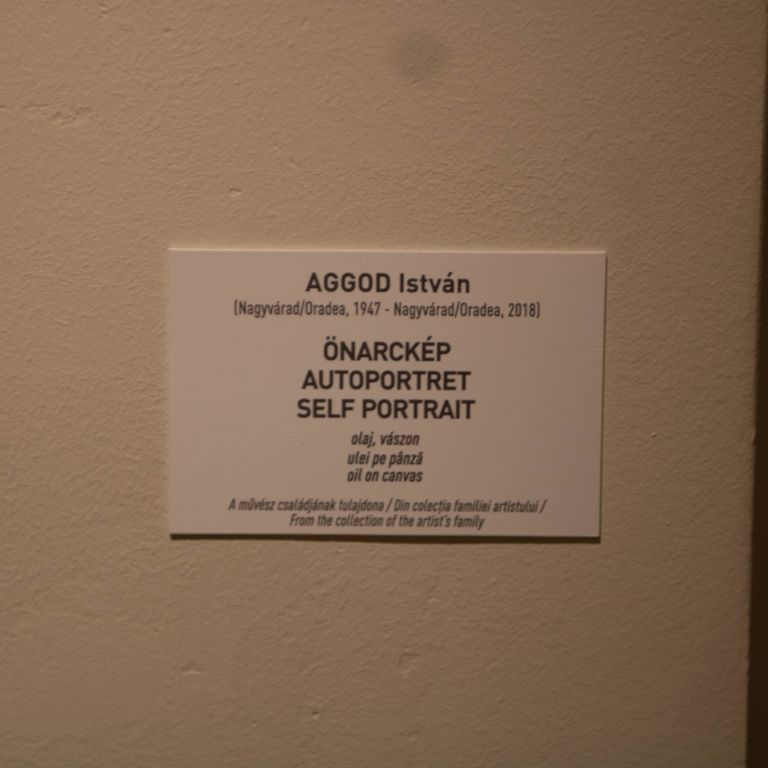 AGGOD István
(Nagyvárad/Oradea, 1947 - Nagyvárad/Oradea, 2018)
ÖNARCKÉP
AUTOPORTRET
SELF PORTRAIT
olaj, vászon
ulei pe pânză
oil on canvas
A művész családjának tulajdona / Din colecția familiei artistului /
From the collection of the artist's family